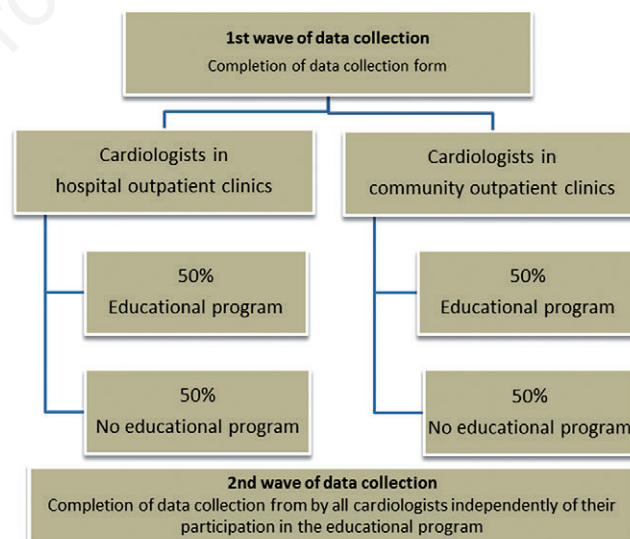 1st wave of data collection
Completion of data collection form
Cardiologists in
hospital outpatient clinics
Cardiologists in
community outpatient clinics
50%
Educational program
50%
Educational program
50%
No educational program
50%
No educational program
2nd wave of data collection
Completion of data collection from by all cardiologists independently of their
participation in the educational program